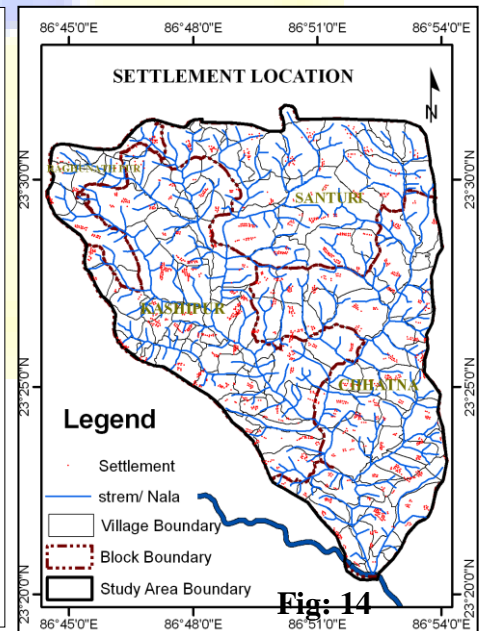 86°45'0"E 86°48'0"E 86°51'0"E 86°54'0"E
SETTLEMENT LOCATION
N
23°30'0"N 23°30'0"N
RAGHUNATHPUR
SANTURI
KASHIPUR
CHHATNA
23°25'0"N 23°25'0"N
Legend
Settlement
strem/ Nala
Village Boundary
Block Boundary
Study Area Boundary
Fig: 14
23°20'0"N 23°20'0"N
86°45'0"E 86°48'0"E 86°51'0"E 86°54'0"E